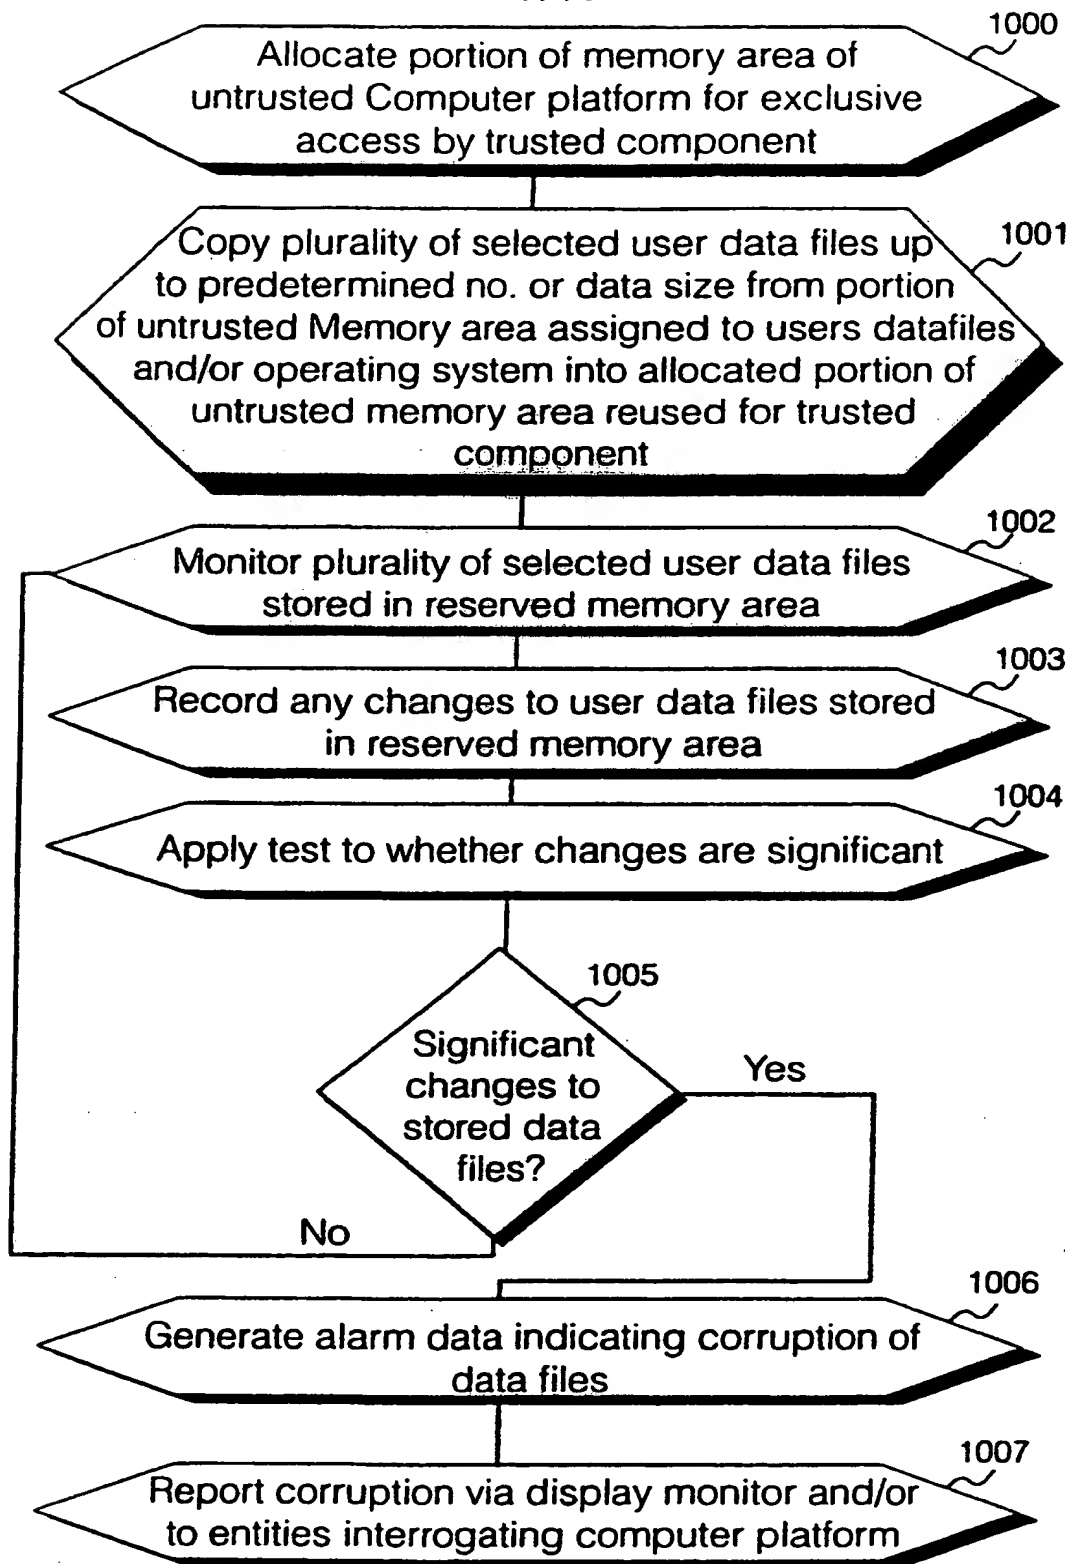 1000
Allocate portion of memory area of
untrusted Computer platform for exclusive
access by trusted component
1001
Copy plurality of selected user data files up
to predetermined no. or data size from portion
of untrusted Memory area assigned to users datafiles
and/or operating system into allocated portion of
untrusted memory area reused for trusted
component
1002
Monitor plurality of selected user data files
stored in reserved memory area
1003
Record any changes to user data files stored
in reserved memory area
1004
Apply test to whether changes are significant
1005
Significant
changes to
stored data
files?
Yes
No
1006
Generate alarm data indicating corruption of
data files
1007
Report corruption via display monitor and/or
to entities interrogating computer platform